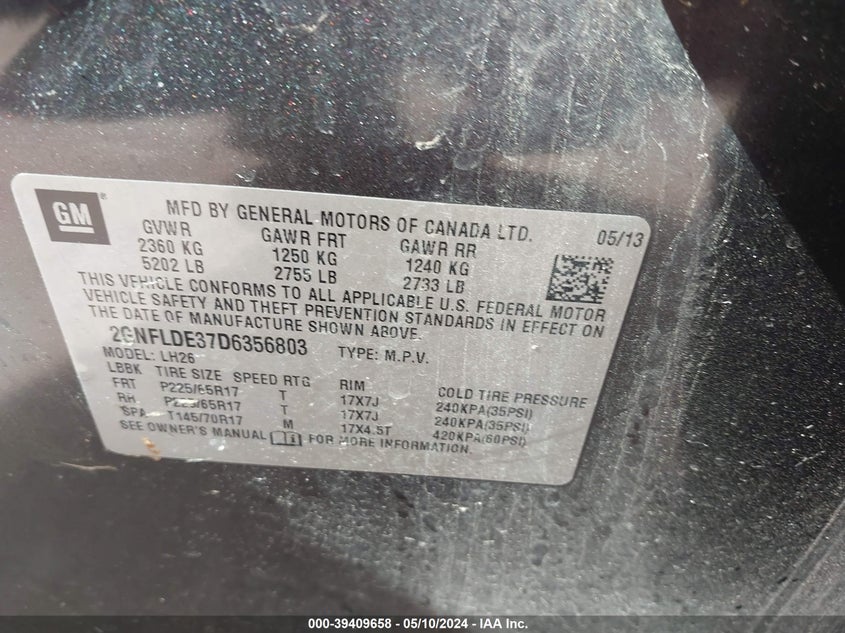 GM ®
MFD BY GENERAL MOTORS OF CANADA LTD. 05/13
GVWR GAWR FRT GAWR RR
2360 KG 1250 KG 1240 KG
5202 LB 2755 LB 2733 LB
THIS VEHICLE CONFORMS TO ALL APPLICABLE U.S. FEDERAL MOTOR
VEHICLE SAFETY AND THEFT PREVENTION STANDARDS IN EFFECT ON
THE DATE OF MANUFACTURE SHOWN ABOVE.
2GNFLDE37D6356803 TYPE: M.P.V.
MODEL: LH26
LBBK TIRE SIZE SPEED RTG RIM COLD TIRE PRESSURE
FRT P225/65R17 T 17X7J 240KPA(35PSI)
RH P225/65R17 T 17X7J 240KPA(35PSI)
SPA T145/70R17 M 17X4.5T 420KPA(60PSI)
SEE OWNER'S MANUAL FOR MORE INFORMATION.
000-39409658 - 05/10/2024 - IAA Inc.